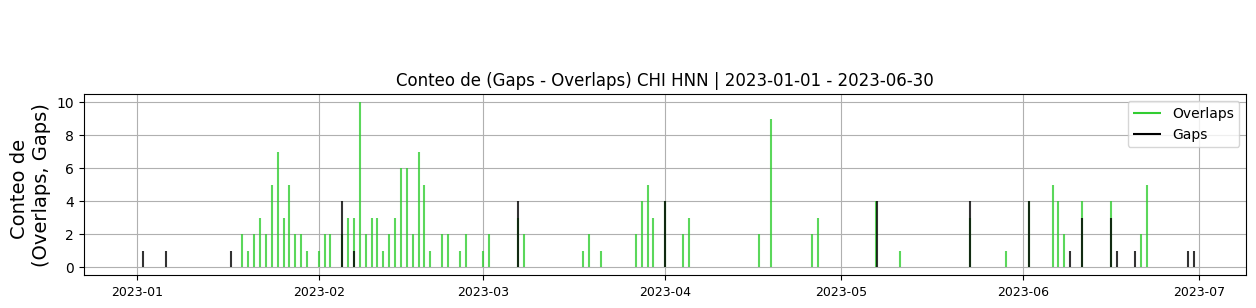 Conteo de (Gaps - Overlaps) CHI HNN | 2023-01-01 - 2023-06-30
Conteo de
(Overlaps, Gaps)
10
8
6
4
2
0
Overlaps
Gaps
2023-01
2023-02
2023-03
2023-04
2023-05
2023-06
2023-07